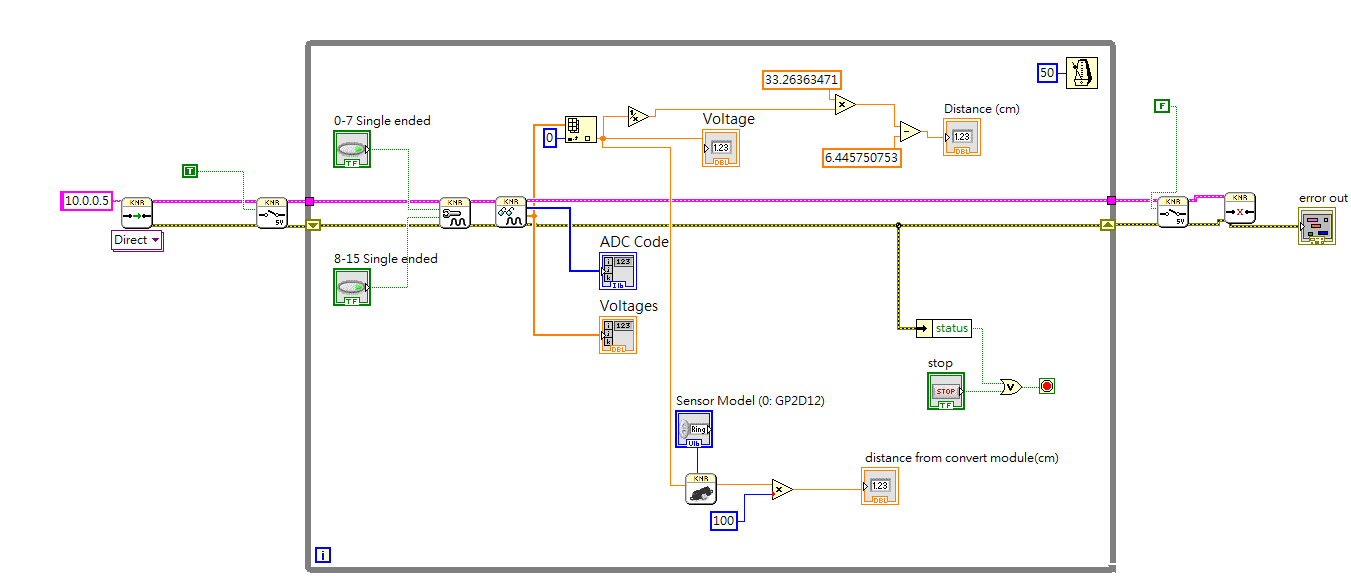 50
33.26363471
Distance (cm)
1.23
DBL
F
0-7 Single ended
TF
Voltage
1.23
DBL
0
1/x
x
-
6.445750753
T
10.0.0.5
KNR
Direct
KNR
5V
KNR
KNR
KNR
5V
KNR
X
error out
8-15 Single ended
TF
ADC Code
i
j
k
123
Voltages
i
j
k
123
DBL
status
stop
STOP
TF
V
Sensor Model (0: GP2D12)
Ring
distance from convert module(cm)
KNR
x
1.23
DBL
100
i